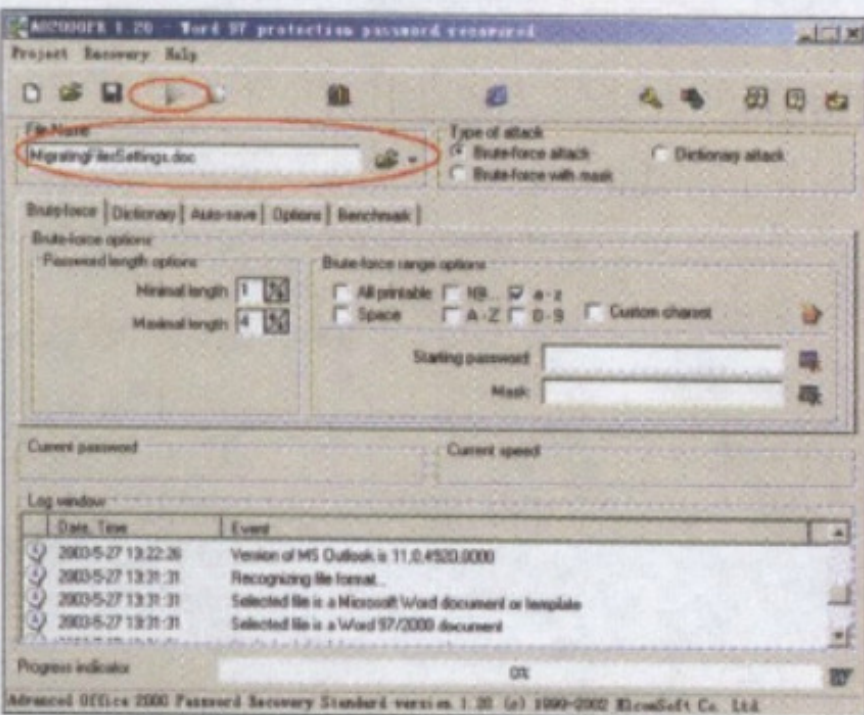 AO2000PR 1.20 - Word 97 protection password recovered
Project Recovery Help
File Name
MigratingFilesSettings.doc
Type of attack
Brute-force attack
Dictionary attack
Brute-force with mask
Brute-force
Dictionary
Auto-save
Options
Benchmark
Brute-force options
Password length options
Minimal length 1
Maximal length 4
Brute-force range options
All printable
a - z
Space
A - Z
0 - 9
Custom charset
Starting password
Mask
Current password
Current speed
Log window
Date, Time Event
2003-5-27 13:22:26 Version of MS Outlook is 11.0.4920.0000
2003-5-27 13:31:31 Recognizing file format...
2003-5-27 13:31:31 Selected file is a Microsoft Word document or template
2003-5-27 13:31:31 Selected file is a Word 97/2000 document
Progress indicator
0%
Advanced Office 2000 Password Recovery Standard version 1.20 (c) 1999-2002 ElcomSoft Co. Ltd.